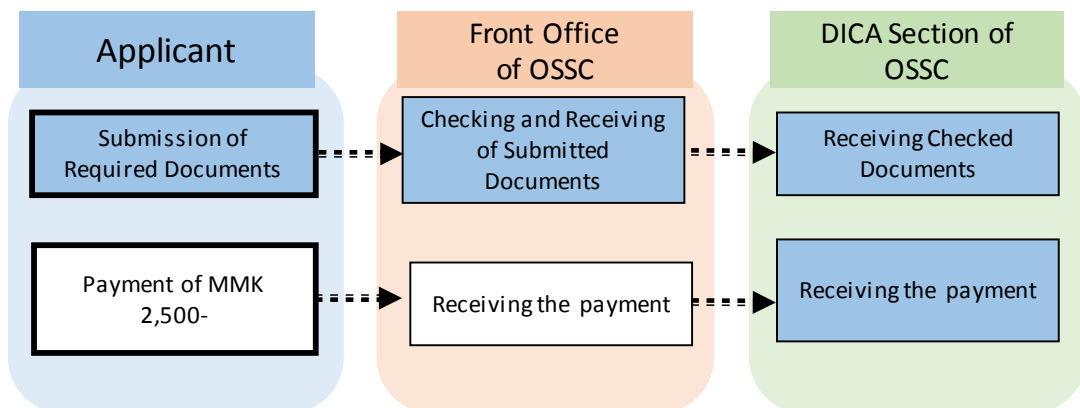 Applicant
Front Office
of OSSC
DICA Section of
OSSC
Submission of
Required Documents
Checking and Receiving
of Submitted
Documents
Receiving Checked
Documents
Payment of MMK
2,500-
Receiving the payment
Receiving the payment